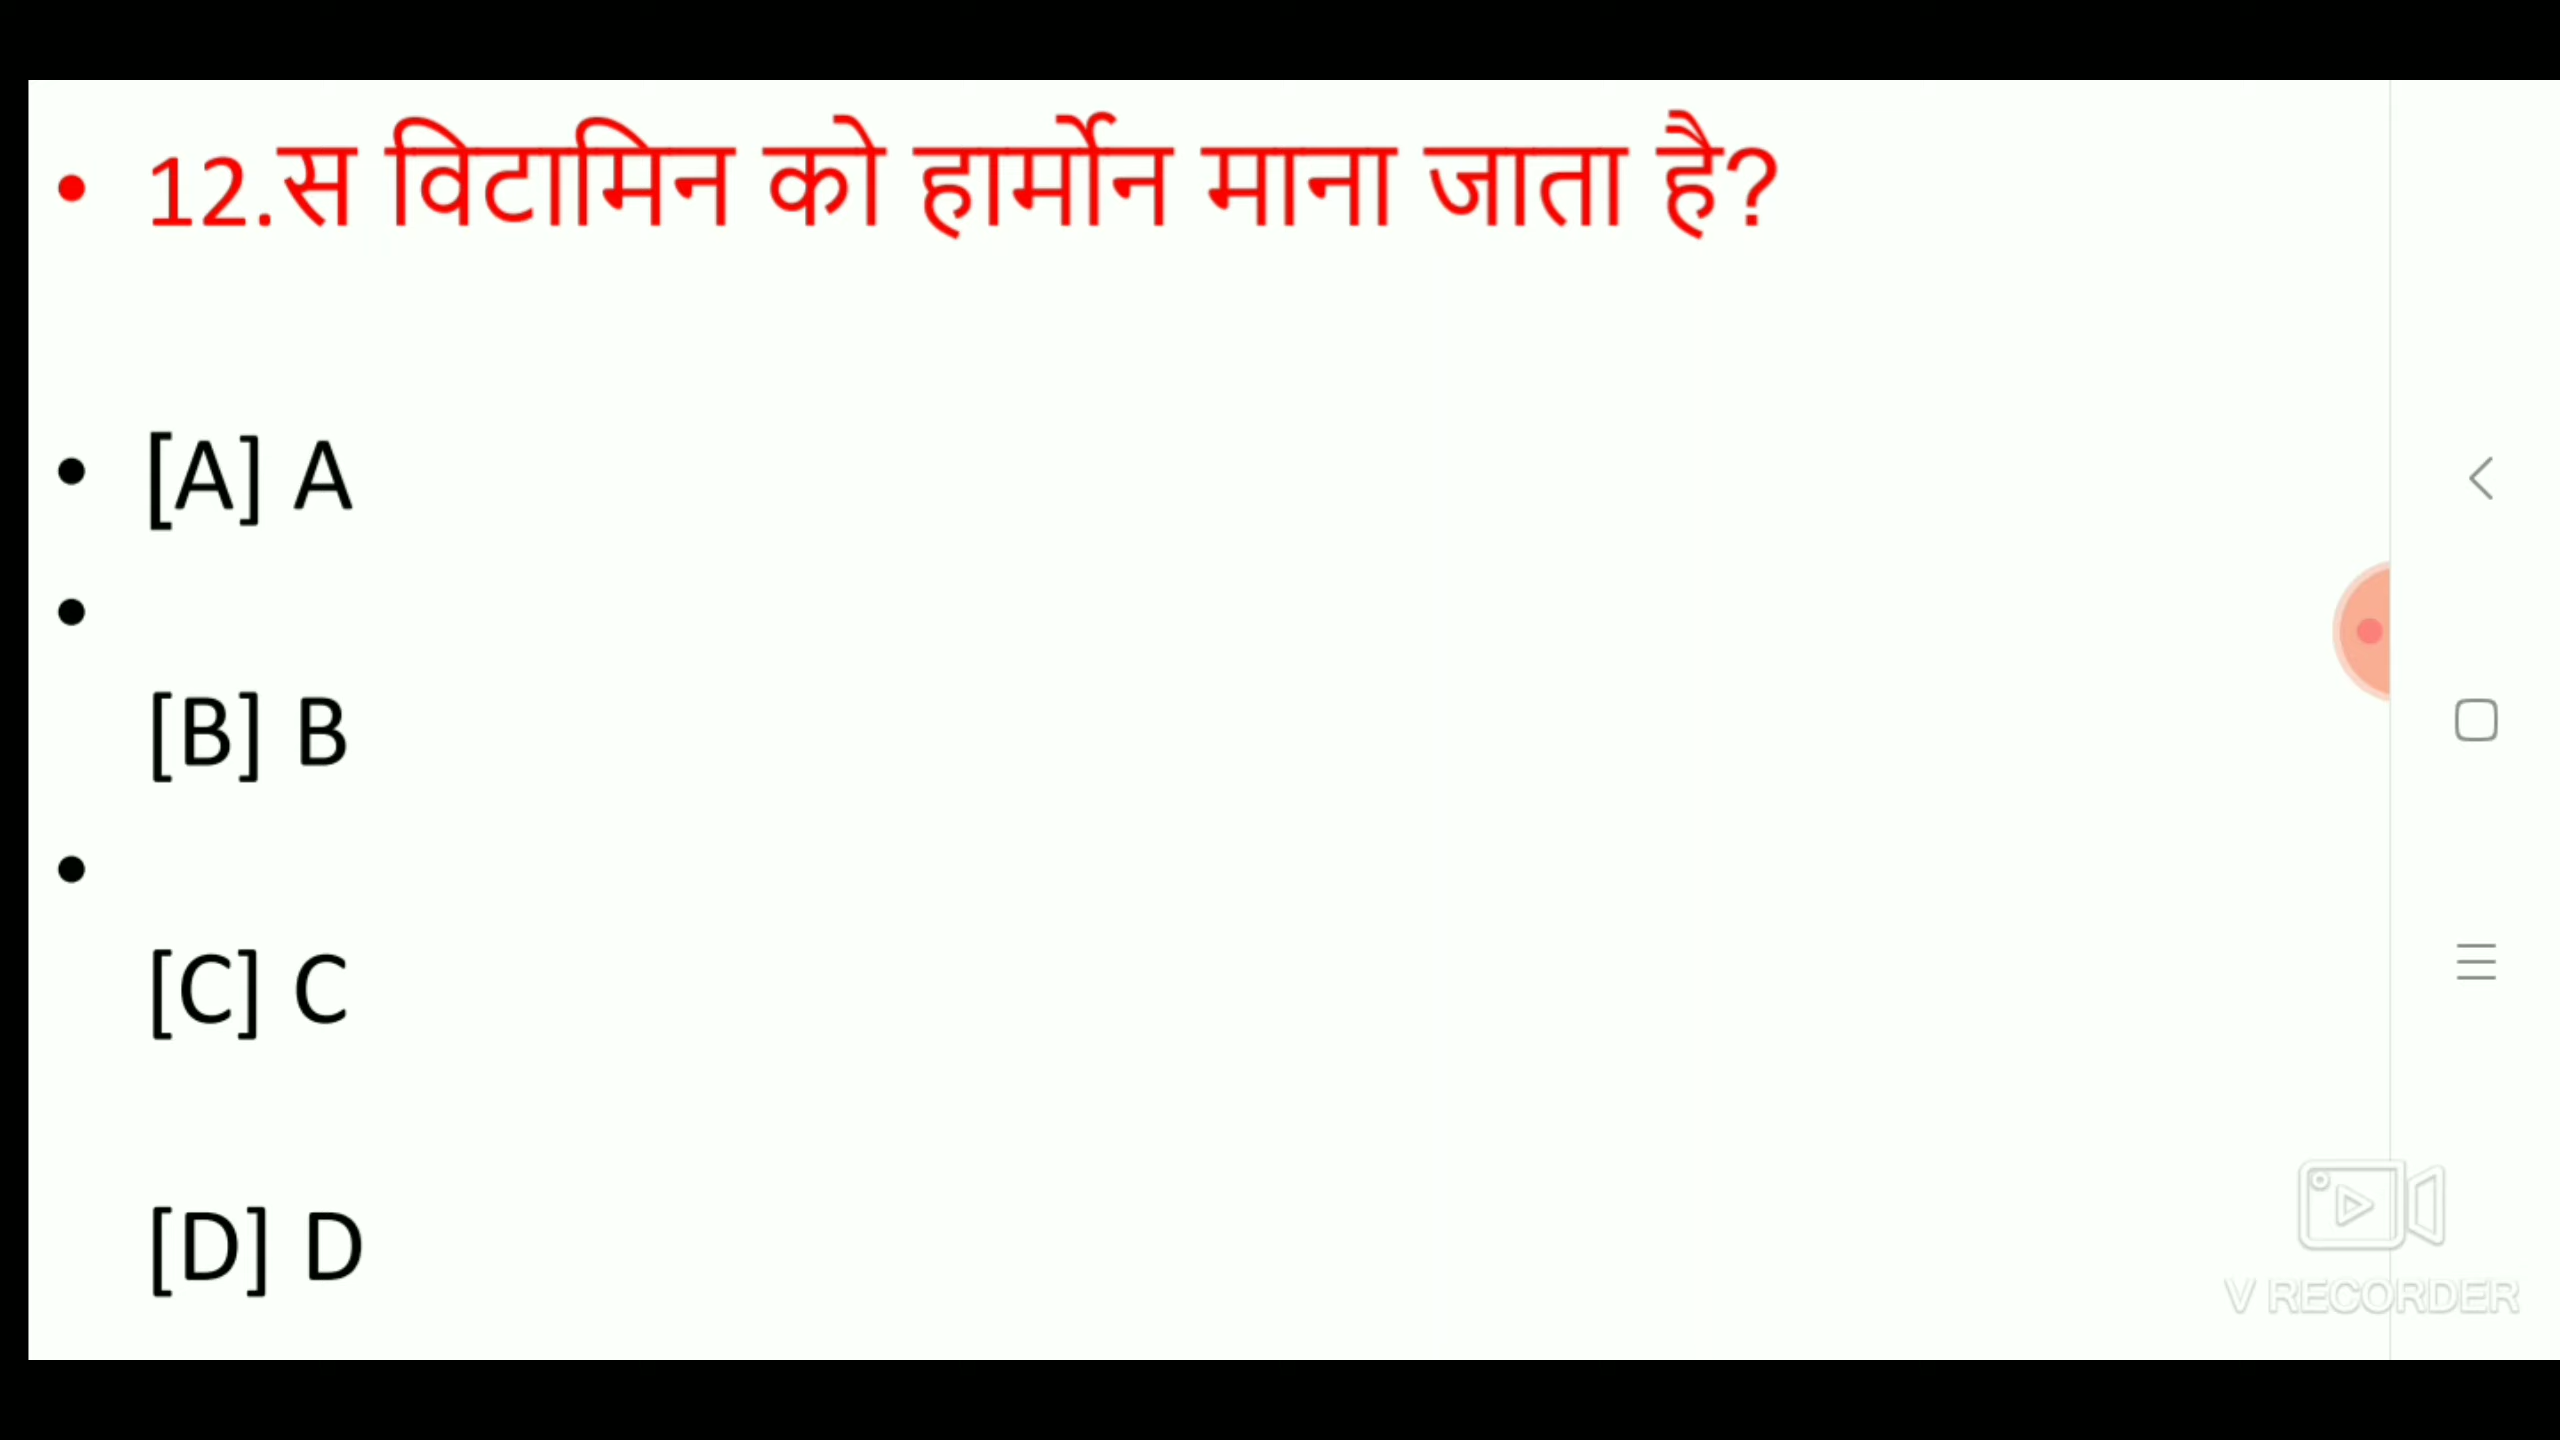 • 12.स विटामिन को हार्मोन माना जाता है?
• [A] A
•
[B] B
•
[C] C
[D] D
V RECORDER